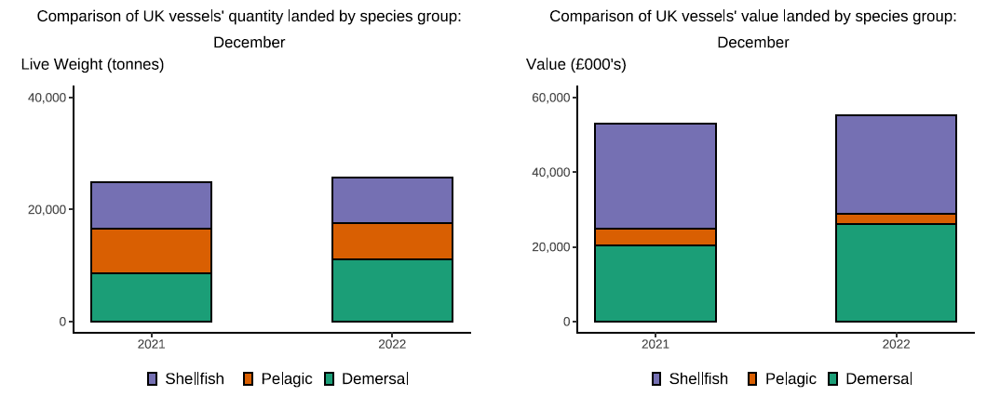 Comparison of UK vessels' quantity landed by species group:
December
Live Weight (tonnes)
40,000
20,000
0
2021
2022
Shellfish
Pelagic
Demersal
Comparison of UK vessels' value landed by species group:
December
Value (£000's)
60,000
40,000
20,000
0
2021
2022
Shellfish
Pelagic
Demersal